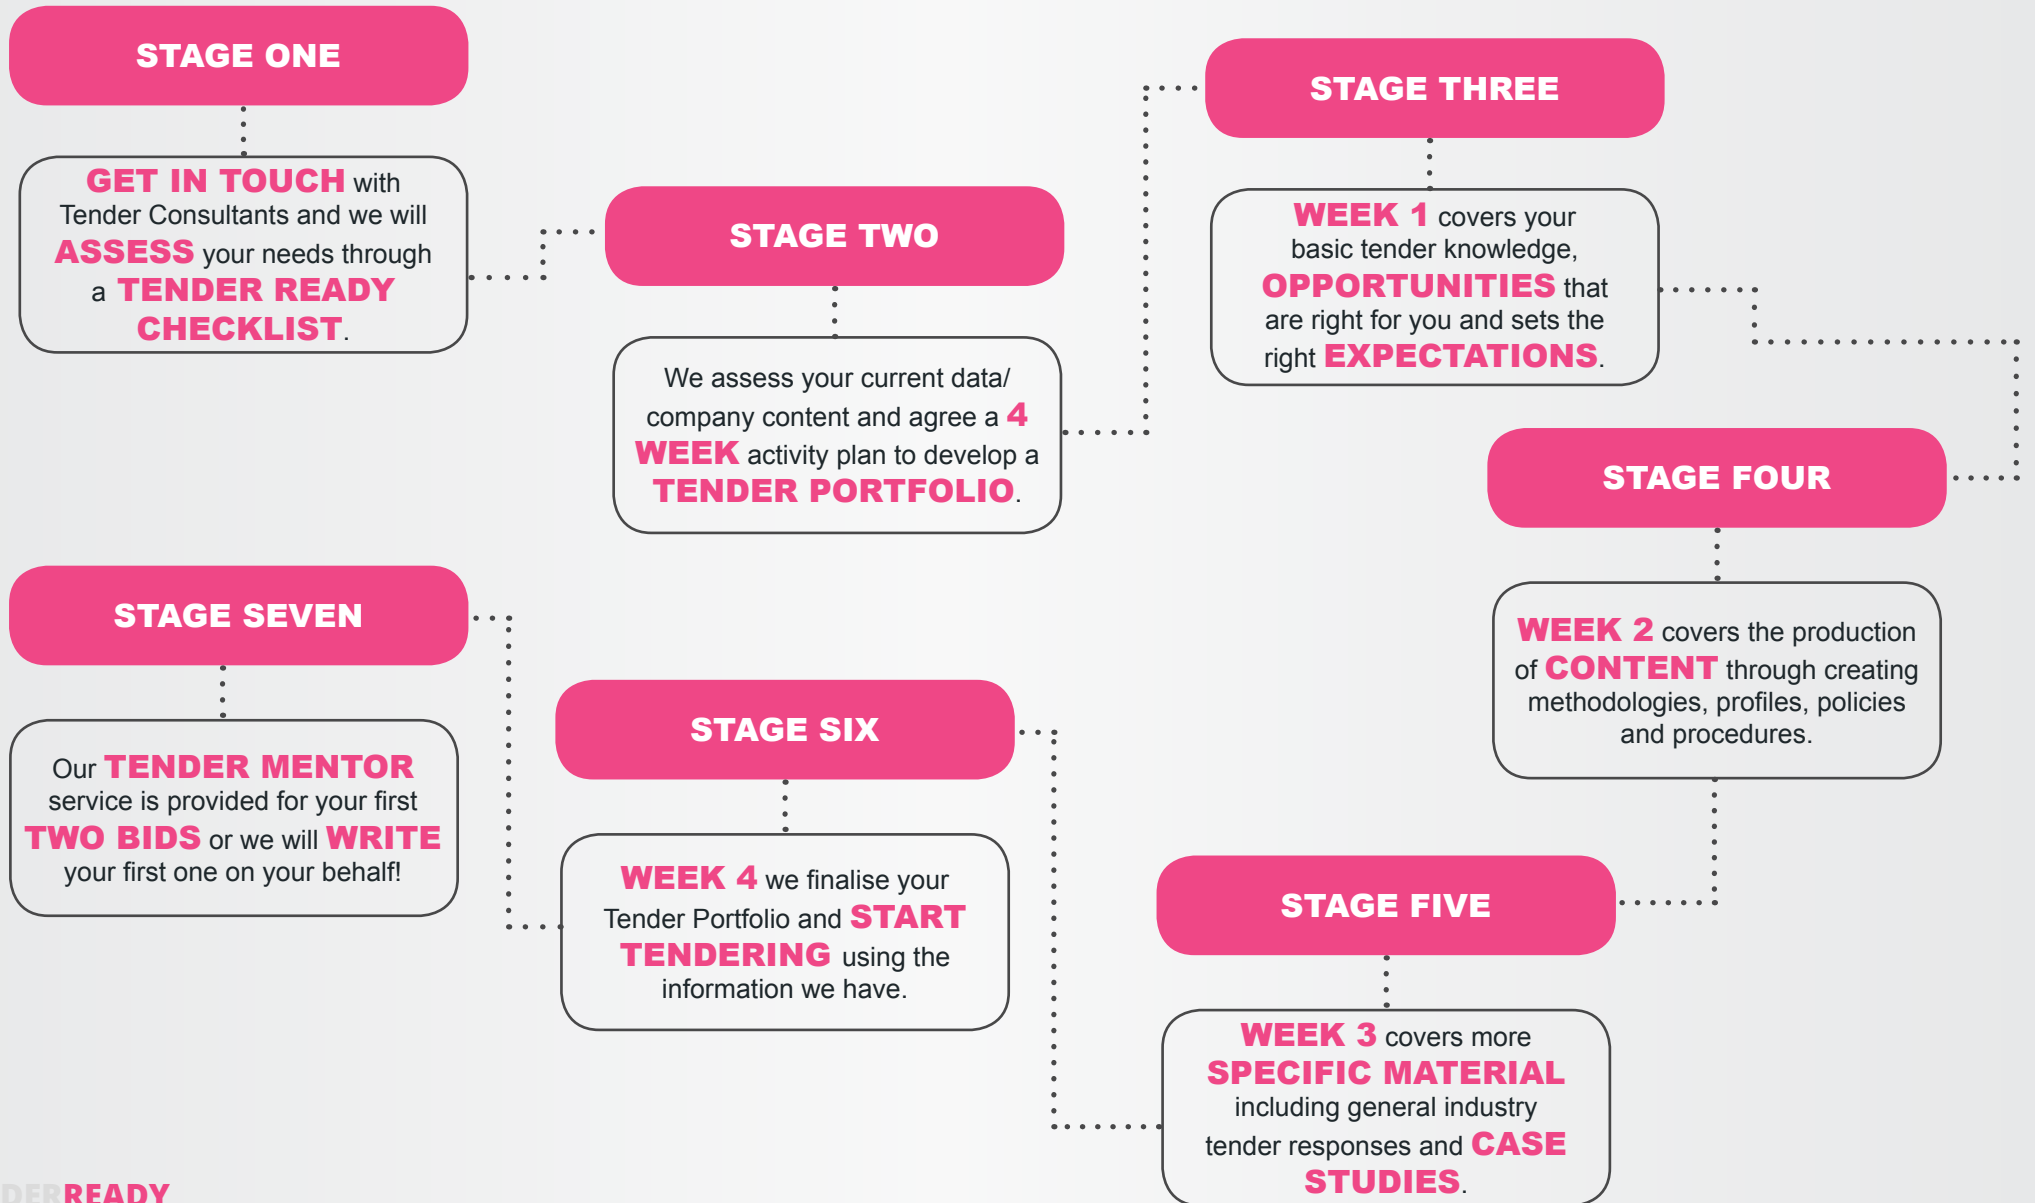 STAGE ONE
GET IN TOUCH with
Tender Consultants and we will
ASSESS your needs through
a TENDER READY
CHECKLIST.
STAGE TWO
We assess your current data/
company content and agree a 4
WEEK activity plan to develop a
TENDER PORTFOLIO.
STAGE THREE
WEEK 1 covers your
basic tender knowledge,
OPPORTUNITIES that
are right for you and sets the
right EXPECTATIONS.
STAGE FOUR
WEEK 2 covers the production
of CONTENT through creating
methodologies, profiles, policies
and procedures.
STAGE FIVE
WEEK 3 covers more
SPECIFIC MATERIAL
including general industry
tender responses and CASE
STUDIES.
STAGE SIX
WEEK 4 we finalise your
Tender Portfolio and START
TENDERING using the
information we have.
STAGE SEVEN
Our TENDER MENTOR
service is provided for your first
TWO BIDS or we will WRITE
your first one on your behalf!
DERREADY